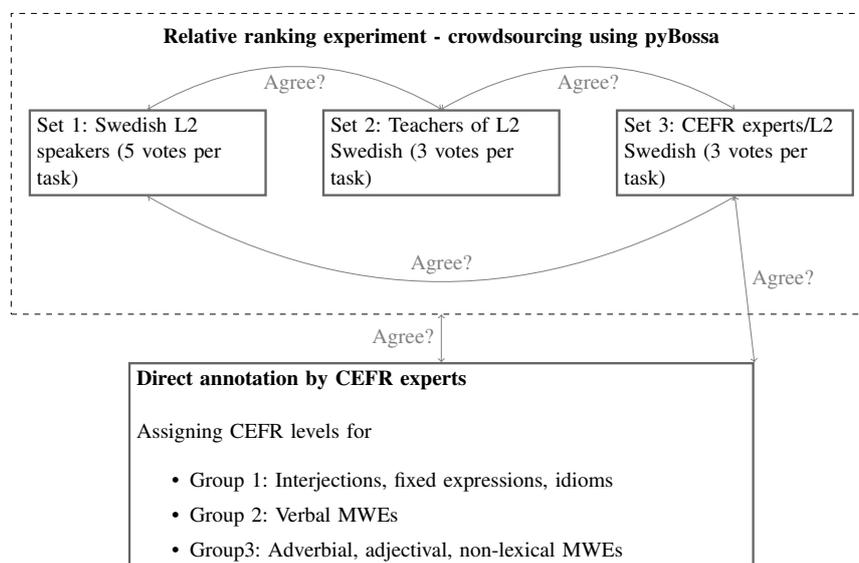 Relative ranking experiment - crowdsourcing using pyBossa
Agree?
Agree?
Set 1: Swedish L2
speakers (5 votes per
task)
Set 2: Teachers of L2
Swedish (3 votes per
task)
Set 3: CEFR experts/L2
Swedish (3 votes per
task)
Agree?
Agree?
Agree?
Direct annotation by CEFR experts
Assigning CEFR levels for
• Group 1: Interjections, fixed expressions, idioms
• Group 2: Verbal MWEs
• Group3: Adverbial, adjectival, non-lexical MWEs